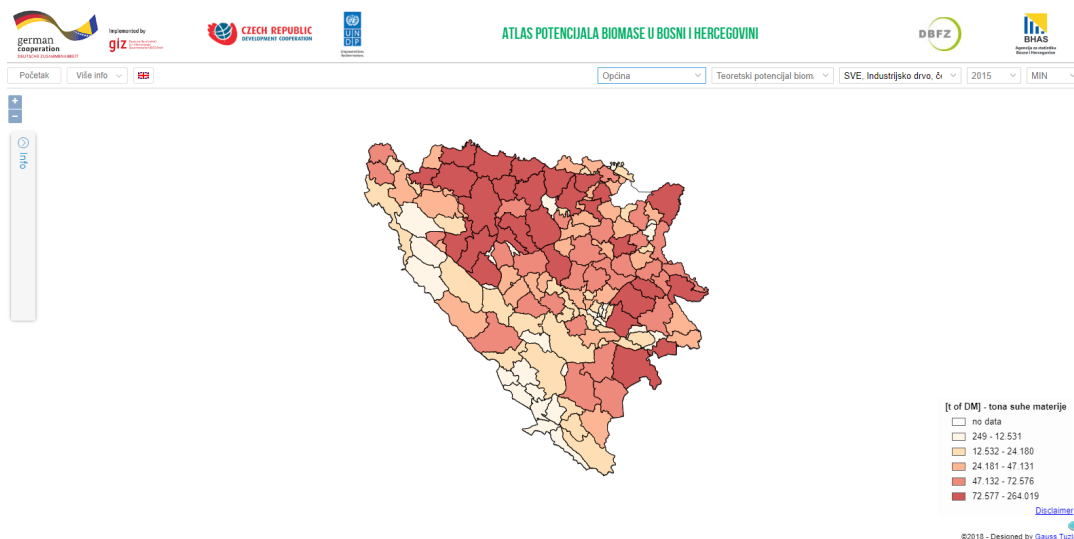 german
cooperation
DEUTSCHE ZUSAMMENARBEIT
Implemented by
giz
CZECH REPUBLIC
DEVELOPMENT COOPERATION
U N
D P
ATLAS POTENCIJALA BIOMASE U BOSNI I HERCEGOVINI
DBFZ
BHAS
Agencija za statistiku
Bosne i Hercegovine
Početak
Više info
Općina
Teoretski potencijal biom
SVE, Industrijsko drvo, če
2015
MIN
+
−
Info
[t of DM] - tona suhe materije
no data
249 - 12.531
12.532 - 24.180
24.181 - 47.131
47.132 - 72.576
72.577 - 264.019
Disclaimer
©2018 - Designed by Gauss Tuzl